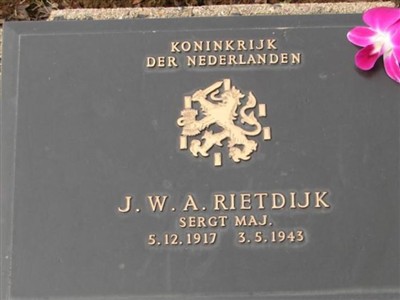 KONINKRIJK
DER NEDERLANDEN
J. W. A. RIETDIJK
SERGT MAJ.
5.12.1917 3.5.1943